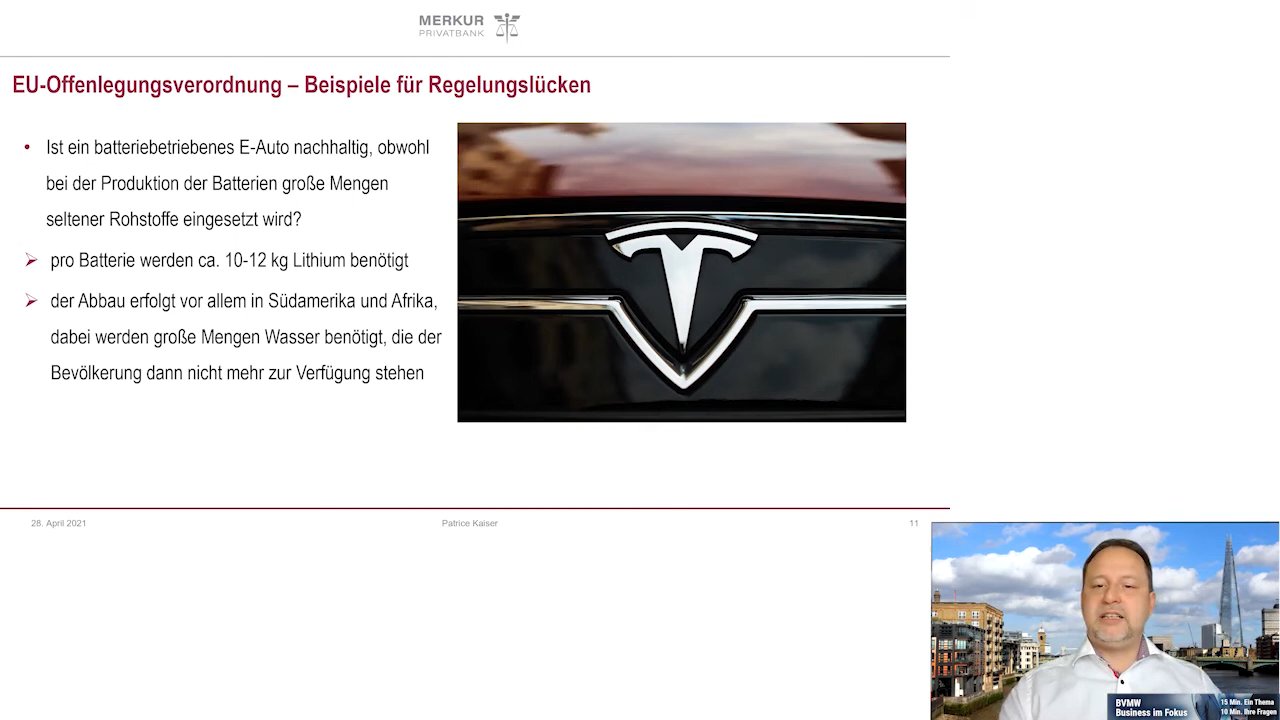 MERKUR
PRIVATBANK
EU-Offenlegungsverordnung – Beispiele für Regelungslücken
• Ist ein batteriebetriebenes E-Auto nachhaltig, obwohl
bei der Produktion der Batterien große Mengen
seltener Rohstoffe eingesetzt wird?
➢ pro Batterie werden ca. 10-12 kg Lithium benötigt
➢ der Abbau erfolgt vor allem in Südamerika und Afrika,
dabei werden große Mengen Wasser benötigt, die der
Bevölkerung dann nicht mehr zur Verfügung stehen
28. April 2021
Patrice Kaiser
11
BVMW
Business im Fokus
15 Min. Ein Thema
10 Min. Ihre Fragen